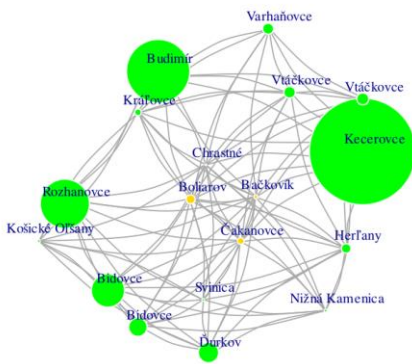 Varhaňovce
Budimír
Vtáčkovce
Vtáčkovce
Kráľovce
Kecerovce
Chrastné
Boliarov
Bačkovík
Rozhanovce
Košické Oľšany
Čakanovce
Herľany
Bidovce
Svinica
Nižná Kamenica
Bidovce
Ďurkov